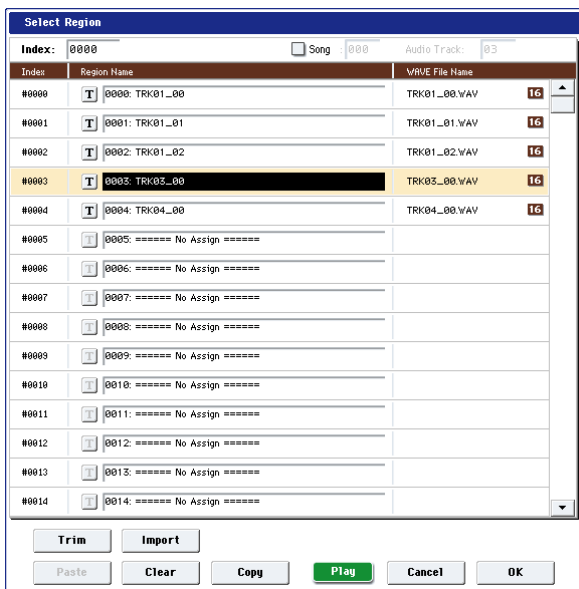 Select Region
Index: 0000 Song : 000 Audio Track: 03
Index Region Name WAVE File Name
#0000 T 0000: TRK01_00 TRK01_00.WAV 16
#0001 T 0001: TRK01_01 TRK01_01.WAV 16
#0002 T 0002: TRK01_02 TRK01_02.WAV 16
#0003 T 0003: TRK03_00 TRK03_00.WAV 16
#0004 T 0004: TRK04_00 TRK04_00.WAV 16
#0005 T 0005: ====== No Assign ======
#0006 T 0006: ====== No Assign ======
#0007 T 0007: ====== No Assign ======
#0008 T 0008: ====== No Assign ======
#0009 T 0009: ====== No Assign ======
#0010 T 0010: ====== No Assign ======
#0011 T 0011: ====== No Assign ======
#0012 T 0012: ====== No Assign ======
#0013 T 0013: ====== No Assign ======
#0014 T 0014: ====== No Assign ======
Trim Import
Paste Clear Copy Play Cancel OK